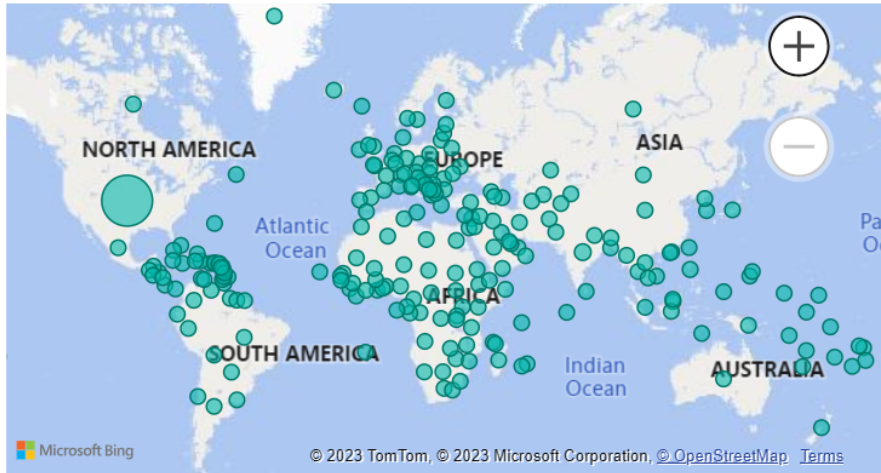 NORTH AMERICA
EUROPE
ASIA
Atlantic
Ocean
AFRICA
SOUTH AMERICA
Indian
Ocean
AUSTRALIA
Microsoft Bing
© 2023 TomTom, © 2023 Microsoft Corporation, © OpenStreetMap Terms